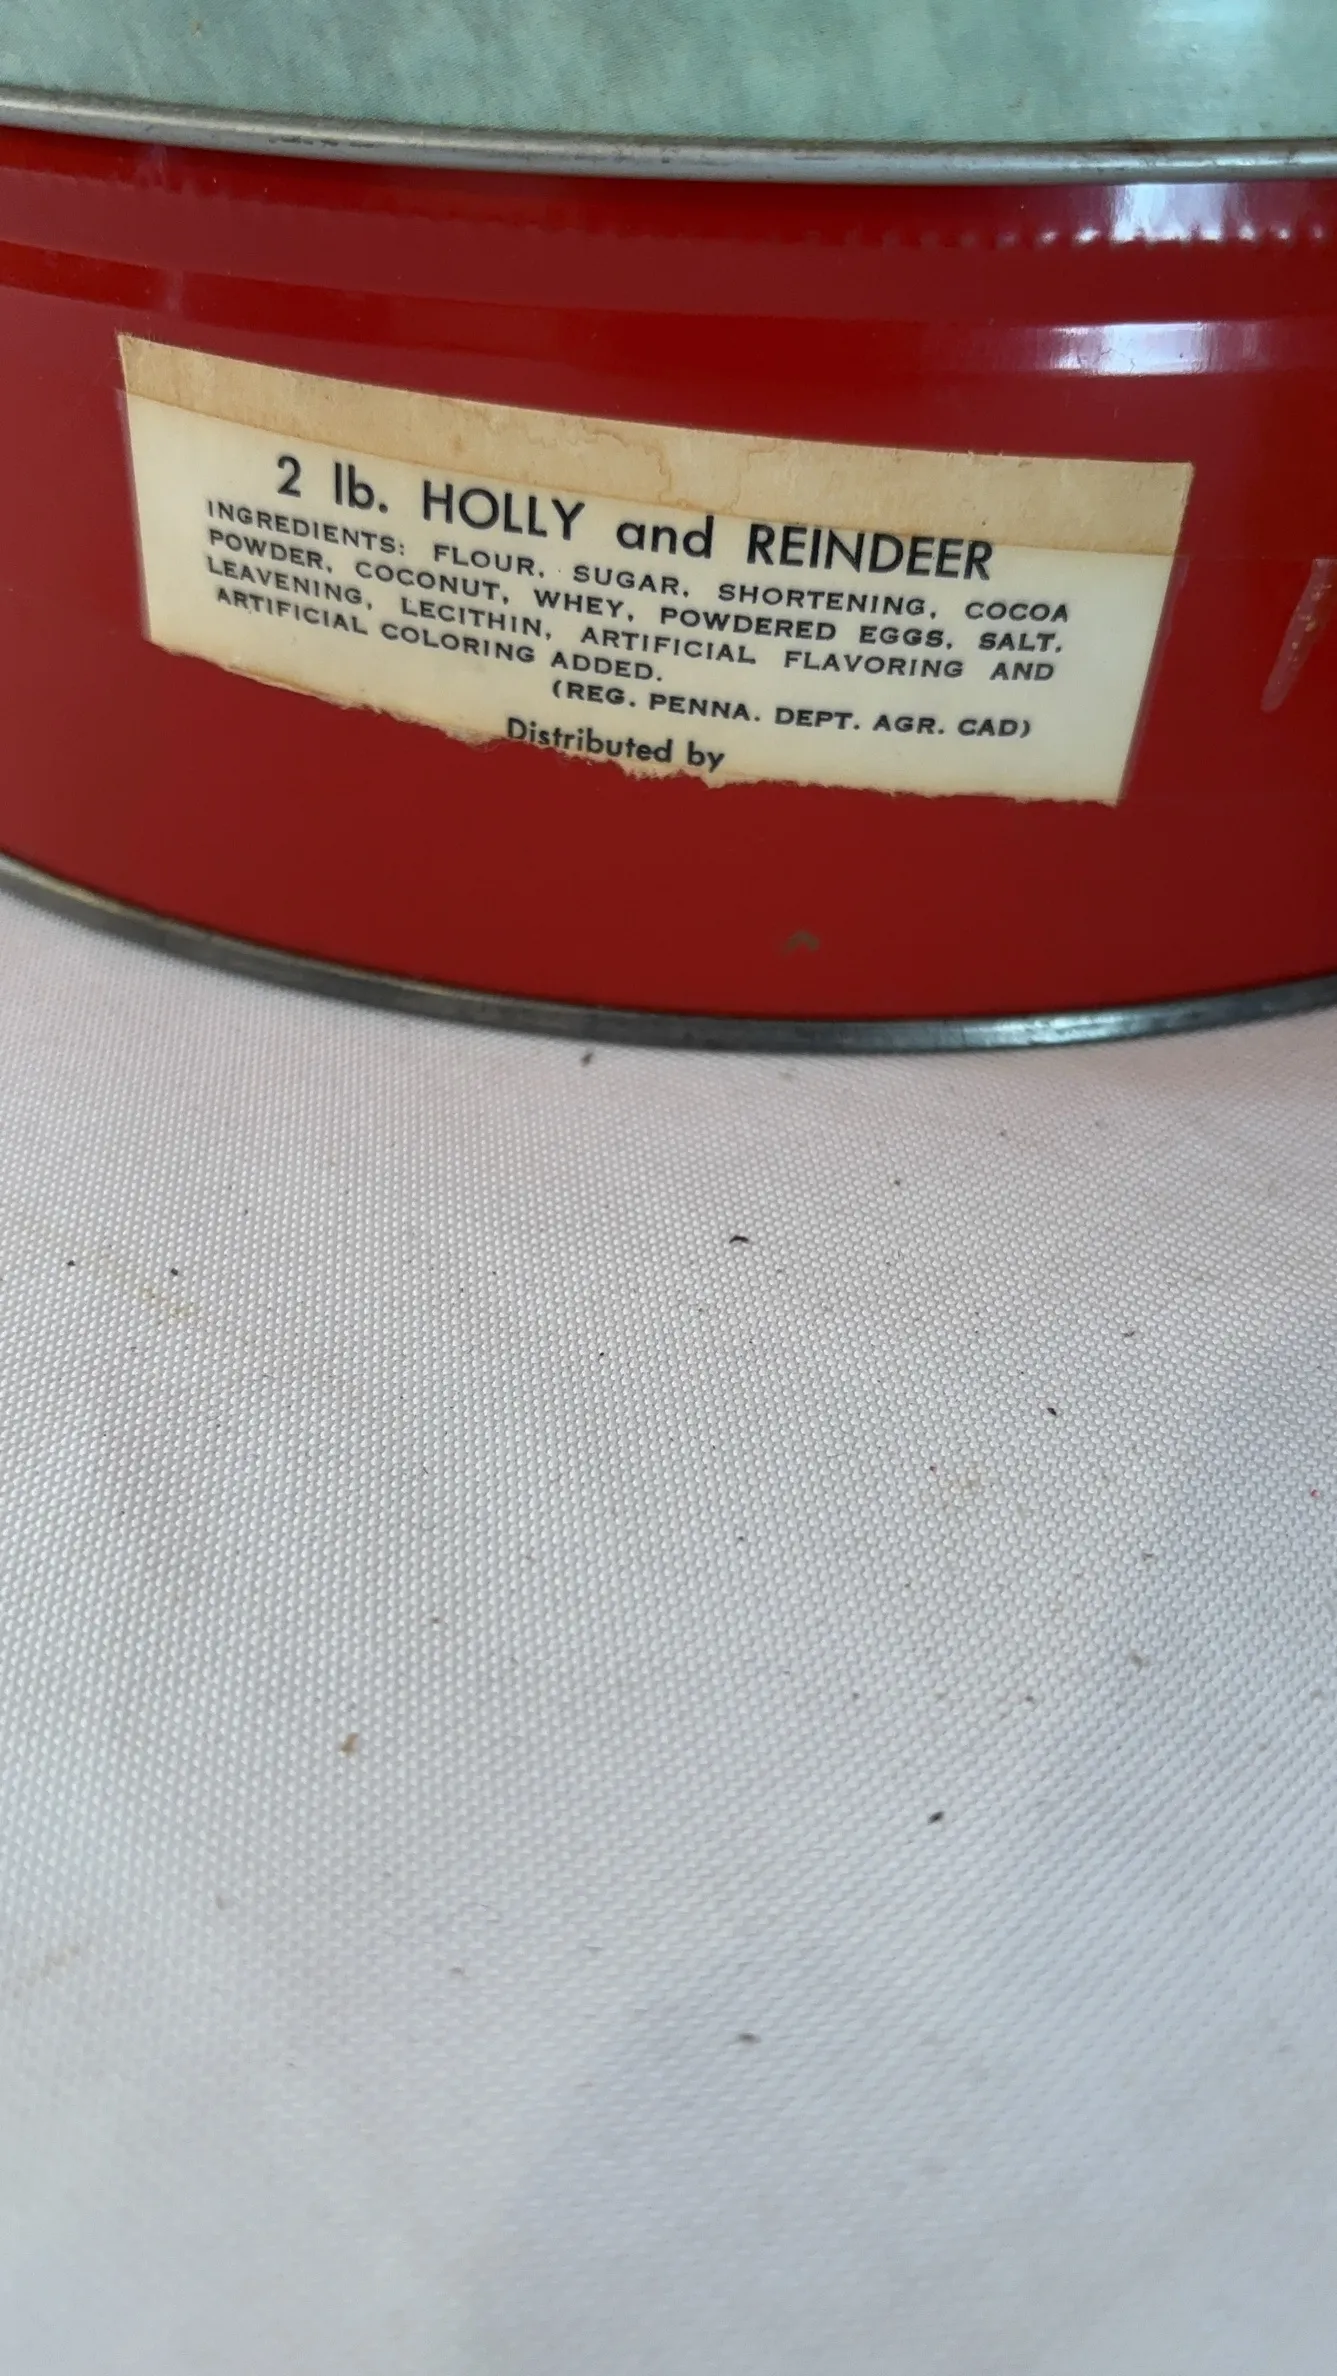 2 lb. HOLLY and REINDEER
INGREDIENTS: FLOUR, SUGAR, SHORTENING, COCOA
POWDER, COCONUT, WHEY, POWDERED EGGS, SALT,
LEAVENING, LECITHIN, ARTIFICIAL FLAVORING AND
ARTIFICIAL COLORING ADDED.
(REG. PENNA. DEPT. AGR. CAD)
Distributed by